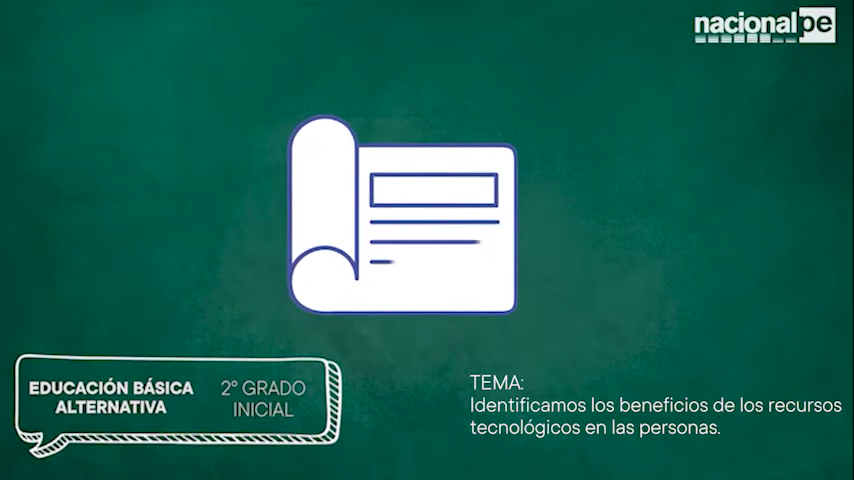 nacionalpe
EDUCACIÓN BÁSICA
ALTERNATIVA
2° GRADO
INICIAL
TEMA:
Identificamos los beneficios de los recursos
tecnológicos en las personas.